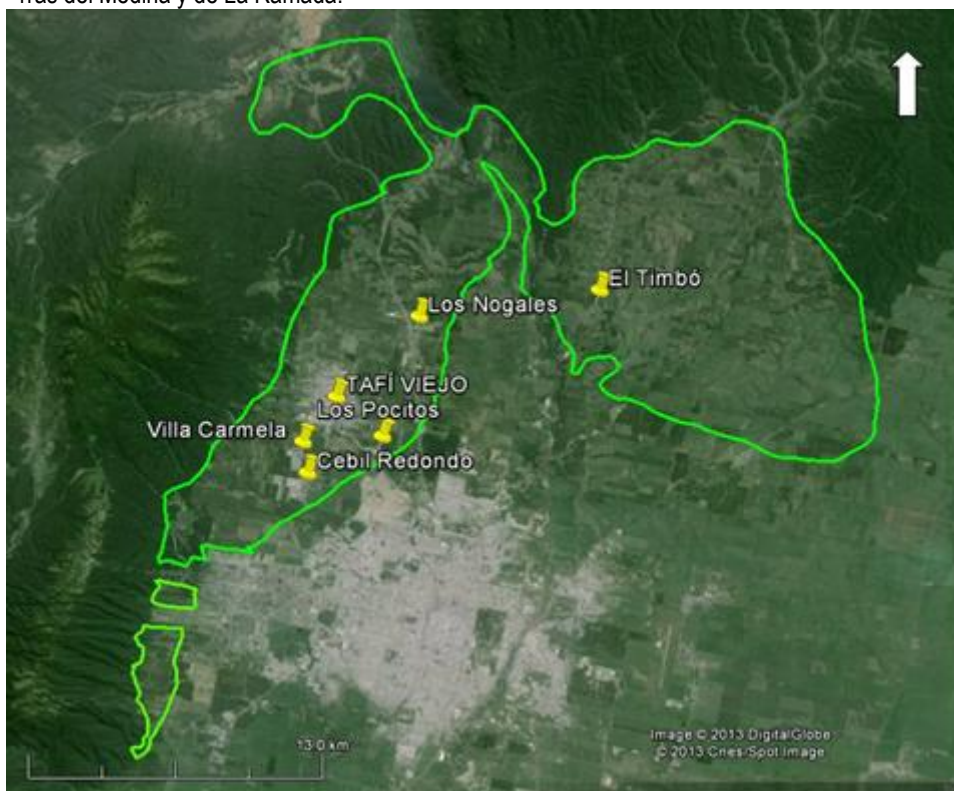 Tras del Medina y de La Ramada.
El Timbó
Los Nogales
TAFÍ VIEJO
Los Pocitos
Villa Carmela
Cebil Redondo
13.0 km
Image © 2013 DigitalGlobe
© 2013 Cnes/Spot Image